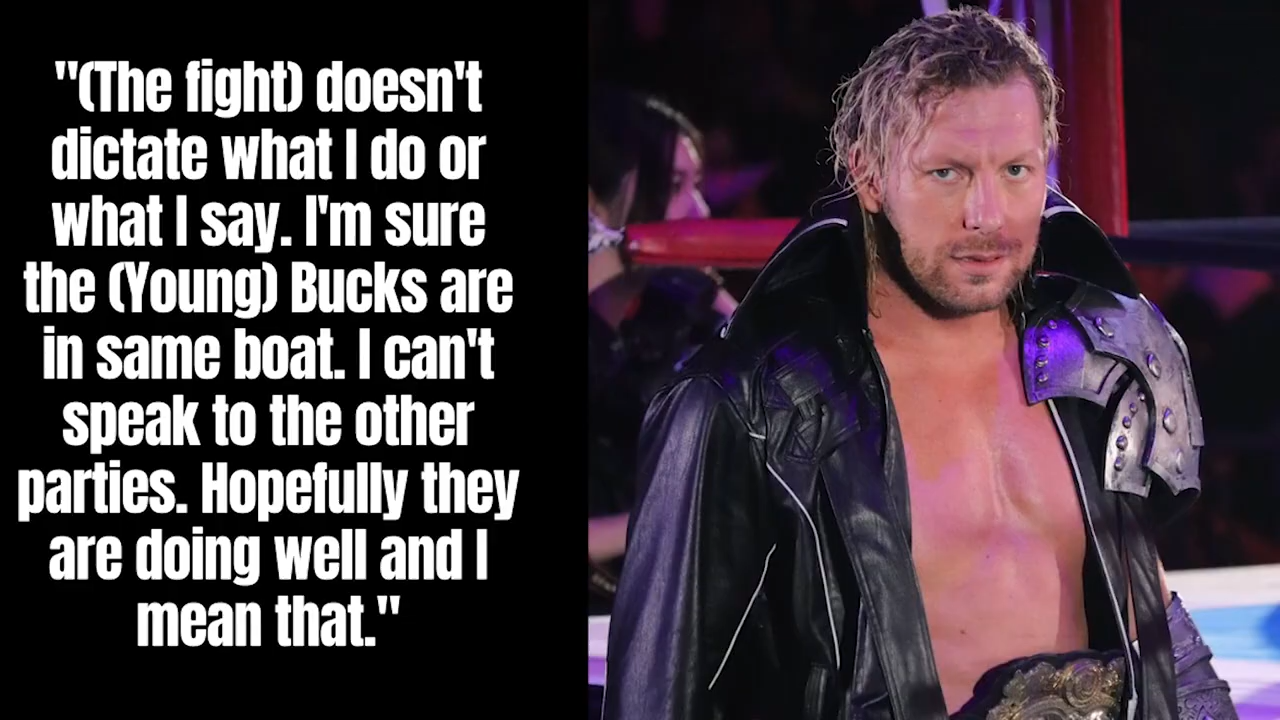 "(The fight) doesn't
dictate what I do or
what I say. I'm sure
the (Young) Bucks are
in same boat. I can't
speak to the other
parties. Hopefully they
are doing well and I
mean that."